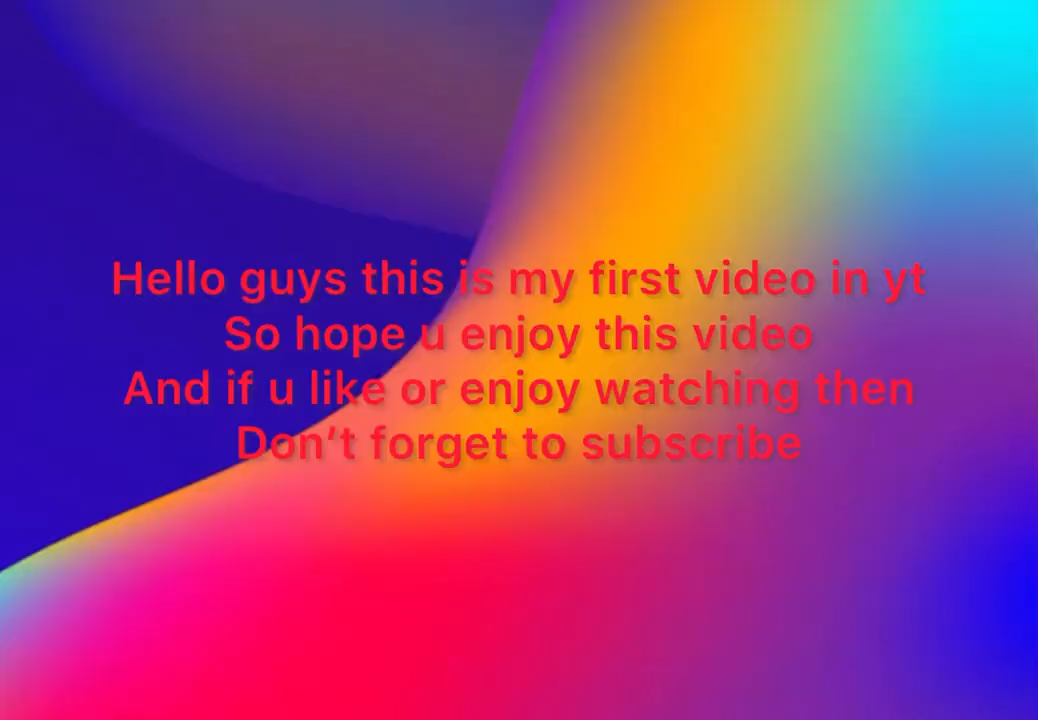 Hello guys this is my first video in yt
So hope u enjoy this video
And if u like or enjoy watching then
Don’t forget to subscribe